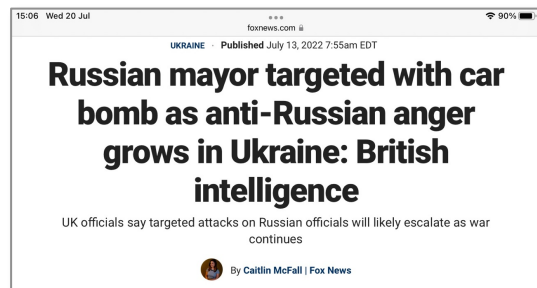 15:06 Wed 20 Jul 90%
foxnews.com
UKRAINE · Published July 13, 2022 7:55am EDT
Russian mayor targeted with car
bomb as anti-Russian anger
grows in Ukraine: British
intelligence
UK officials say targeted attacks on Russian officials will likely escalate as war
continues
By Caitlin McFall | Fox News